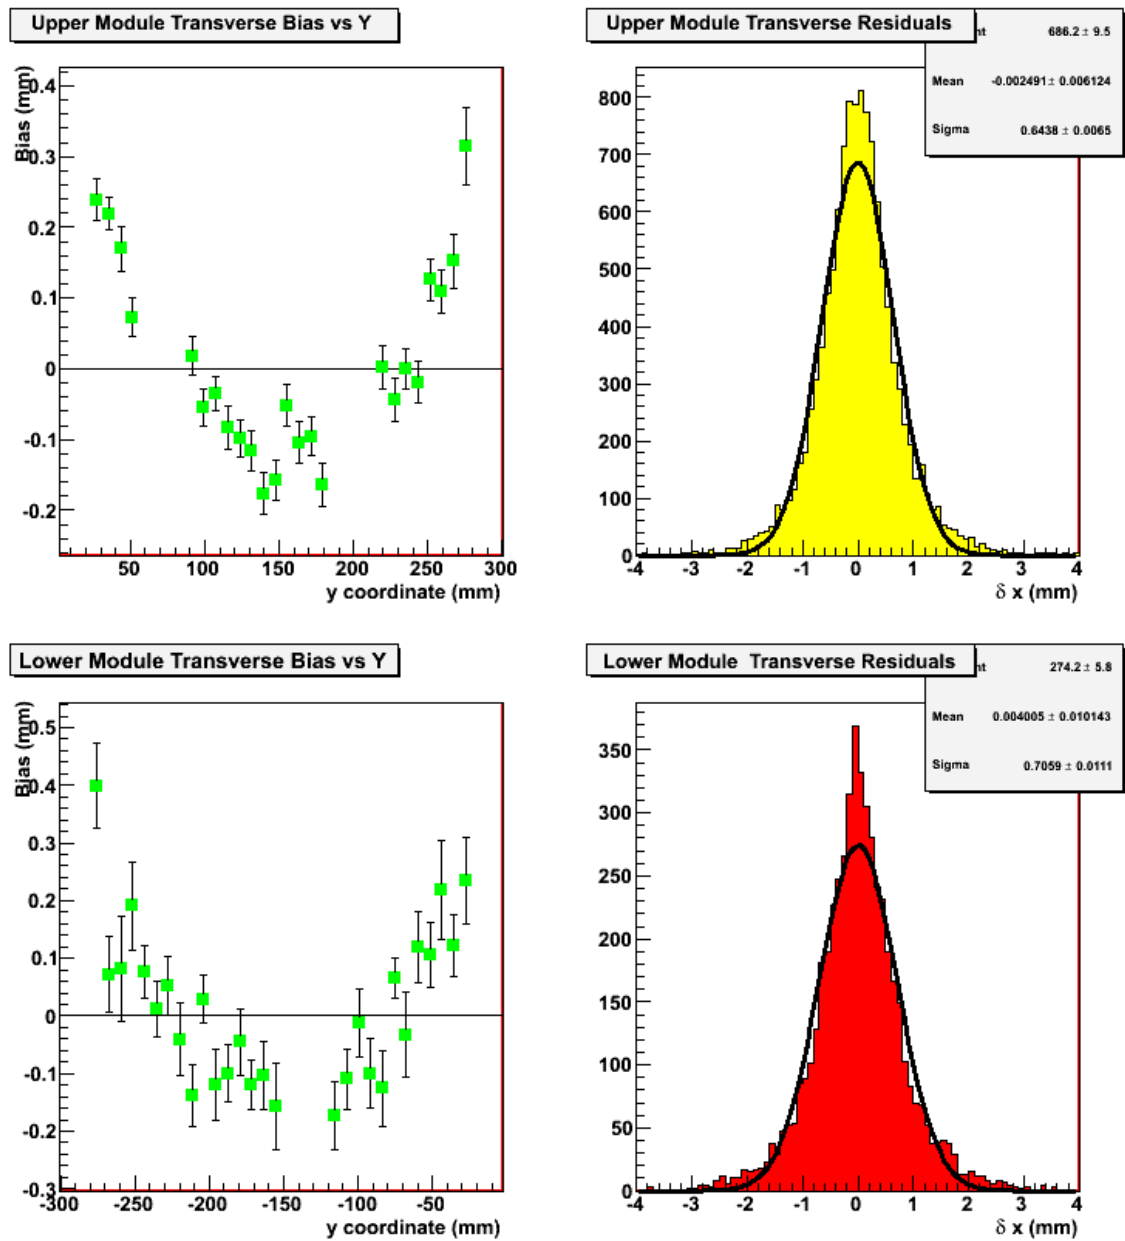 Upper Module Transverse Bias vs Y
Bias (mm)
0.4
0.3
0.2
0.1
0
-0.1
-0.2
50 100 150 200 250 300
y coordinate (mm)
Upper Module Transverse Residuals
nt 686.2 ± 9.5
Mean -0.002491± 0.006124
Sigma 0.6438 ± 0.0065
800
700
600
500
400
300
200
100
0
-4 -3 -2 -1 0 1 2 3 4
δ x (mm)
Lower Module Transverse Bias vs Y
Bias (mm)
0.5
0.4
0.3
0.2
0.1
0
-0.1
-0.2
-0.3
-300 -250 -200 -150 -100 -50
y coordinate (mm)
Lower Module Transverse Residuals
nt 274.2 ± 5.8
Mean 0.004005 ± 0.010143
Sigma 0.7059 ± 0.0111
350
300
250
200
150
100
50
0
-4 -3 -2 -1 0 1 2 3 4
δ x (mm)